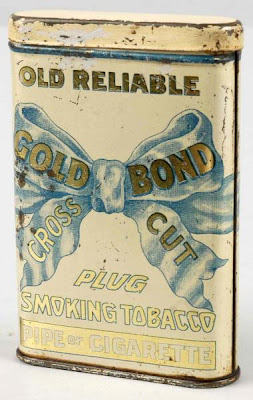 OLD RELIABLE
GOLD BOND
CROSS CUT
PLUG
SMOKING TOBACCO
PIPE or CIGARETTE